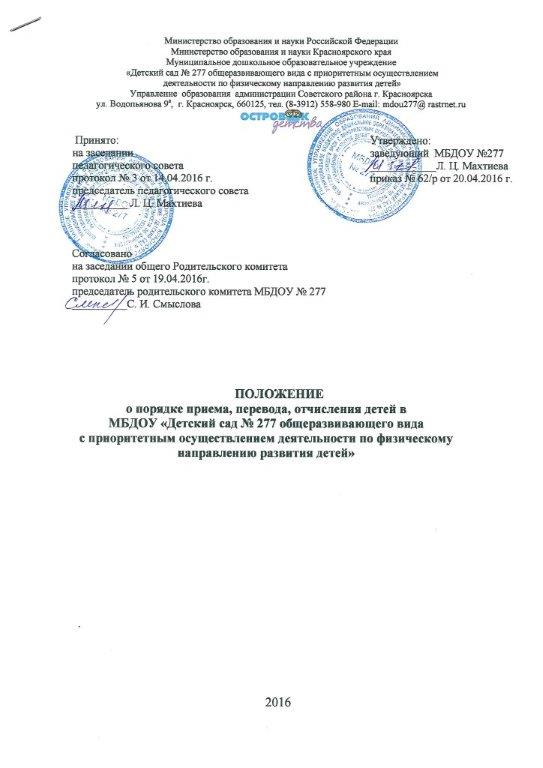 Министерство образования и науки Российской Федерации
Министерство образования и науки Красноярского края
Муниципальное дошкольное образовательное учреждение
«Детский сад № 277 общеразвивающего вида с приоритетным осуществлением
деятельности по физическому направлению развития детей»
Управление образования администрации Советского района г. Красноярска
ул. Водопьянова 9ª, г. Красноярск, 660125, тел. (8-3912) 558-980 E-mail: mdou277@ rastrnet.ru
ОСТРОВОК
детства
Принято:
на заседании
педагогического совета
протокол № 3 от 14.04.2016 г.
председатель педагогического совета
Л. Ц. Махтиева
Утверждено:
заведующий МБДОУ №277
Л. Ц. Махтиева
приказ № 62/р от 20.04.2016 г.
Согласовано
на заседании общего Родительского комитета
протокол № 5 от 19.04.2016г.
председатель родительского комитета МБДОУ № 277
С. И. Смыслова
ПОЛОЖЕНИЕ
о порядке приема, перевода, отчисления детей в
МБДОУ «Детский сад № 277 общеразвивающего вида
с приоритетным осуществлением деятельности по физическому
направлению развития детей»
2016